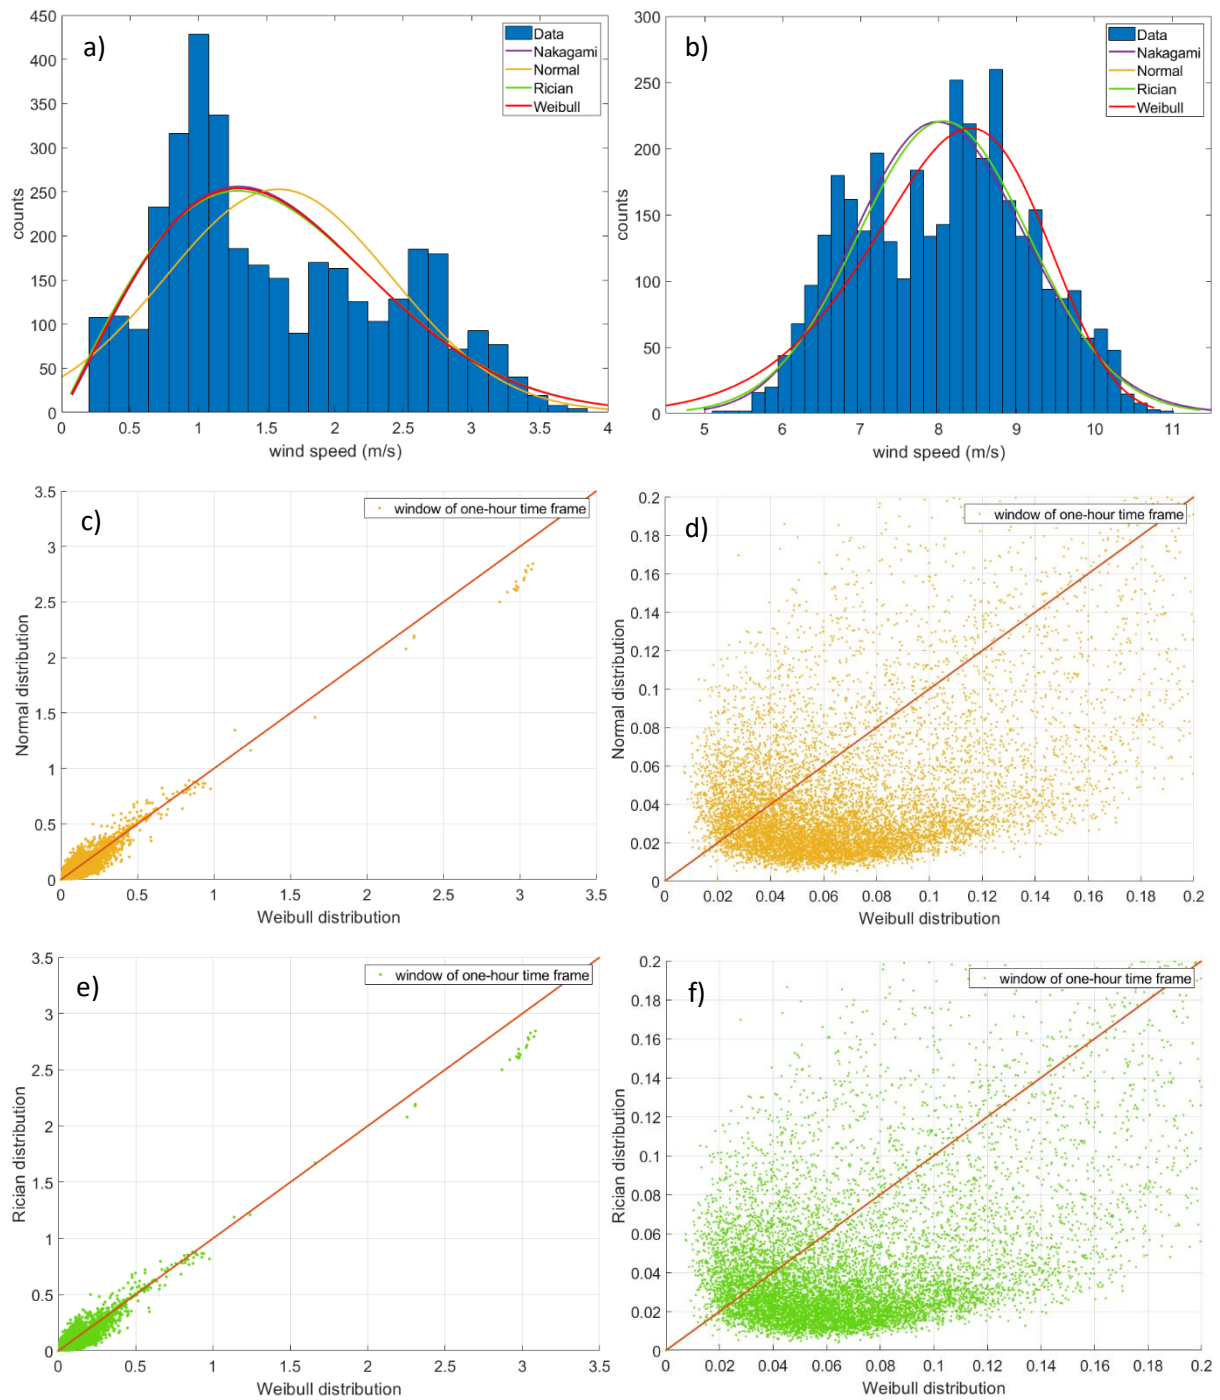 a)
450
400
350
300
250
200
150
100
50
0
counts
0 0.5 1 1.5 2 2.5 3 3.5 4
wind speed (m/s)
Data
Nakagami
Normal
Rician
Weibull
b)
300
250
200
150
100
50
0
counts
5 6 7 8 9 10 11
wind speed (m/s)
Data
Nakagami
Normal
Rician
Weibull
c)
3.5
3
2.5
2
1.5
1
0.5
0
Normal distribution
0 0.5 1 1.5 2 2.5 3 3.5
Weibull distribution
window of one-hour time frame
d)
0.2
0.18
0.16
0.14
0.12
0.1
0.08
0.06
0.04
0.02
0
Normal distribution
0 0.02 0.04 0.06 0.08 0.1 0.12 0.14 0.16 0.18 0.2
Weibull distribution
window of one-hour time frame
e)
3.5
3
2.5
2
1.5
1
0.5
0
Rician distribution
0 0.5 1 1.5 2 2.5 3 3.5
Weibull distribution
window of one-hour time frame
f)
0.2
0.18
0.16
0.14
0.12
0.1
0.08
0.06
0.04
0.02
0
Rician distribution
0 0.02 0.04 0.06 0.08 0.1 0.12 0.14 0.16 0.18 0.2
Weibull distribution
window of one-hour time frame